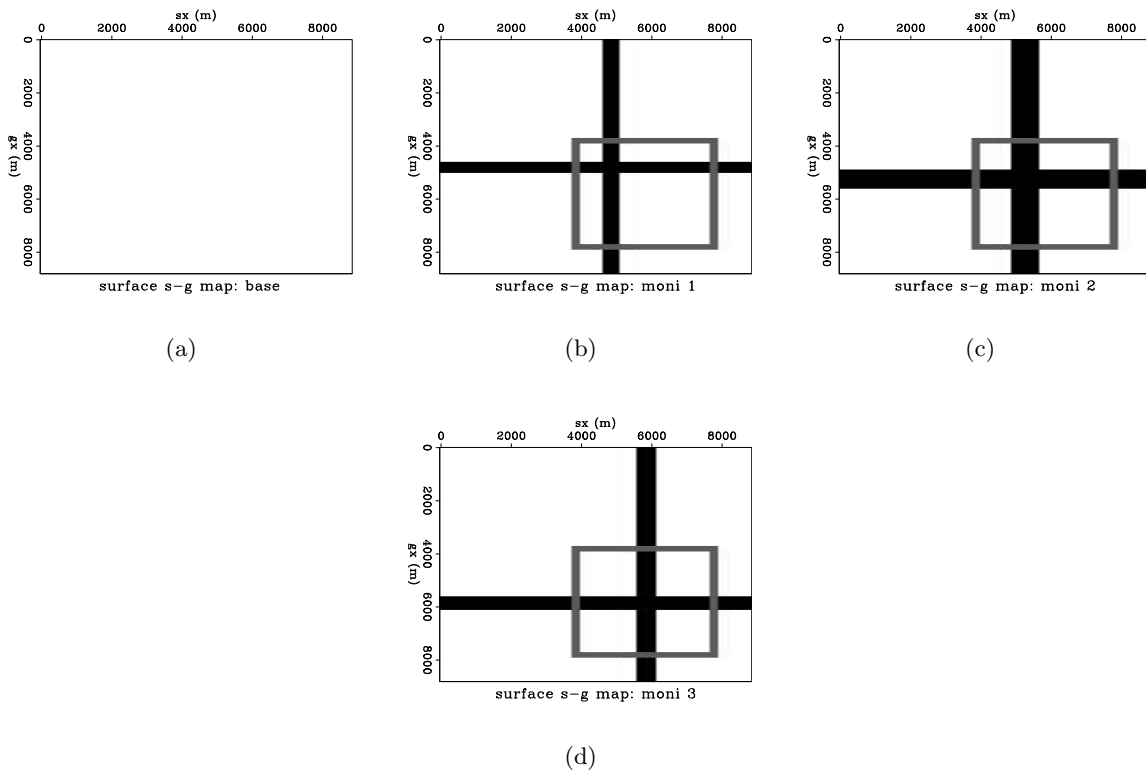 sx (m)
0 2000 4000 6000 8000
0 2000 4000 6000 8000
gx (m)
surface s-g map: base
(a)
sx (m)
0 2000 4000 6000 8000
0 2000 4000 6000 8000
gx (m)
surface s-g map: moni 1
(b)
sx (m)
0 2000 4000 6000 8000
0 2000 4000 6000 8000
gx (m)
surface s-g map: moni 2
(c)
sx (m)
0 2000 4000 6000 8000
0 2000 4000 6000 8000
gx (m)
surface s-g map: moni 3
(d)